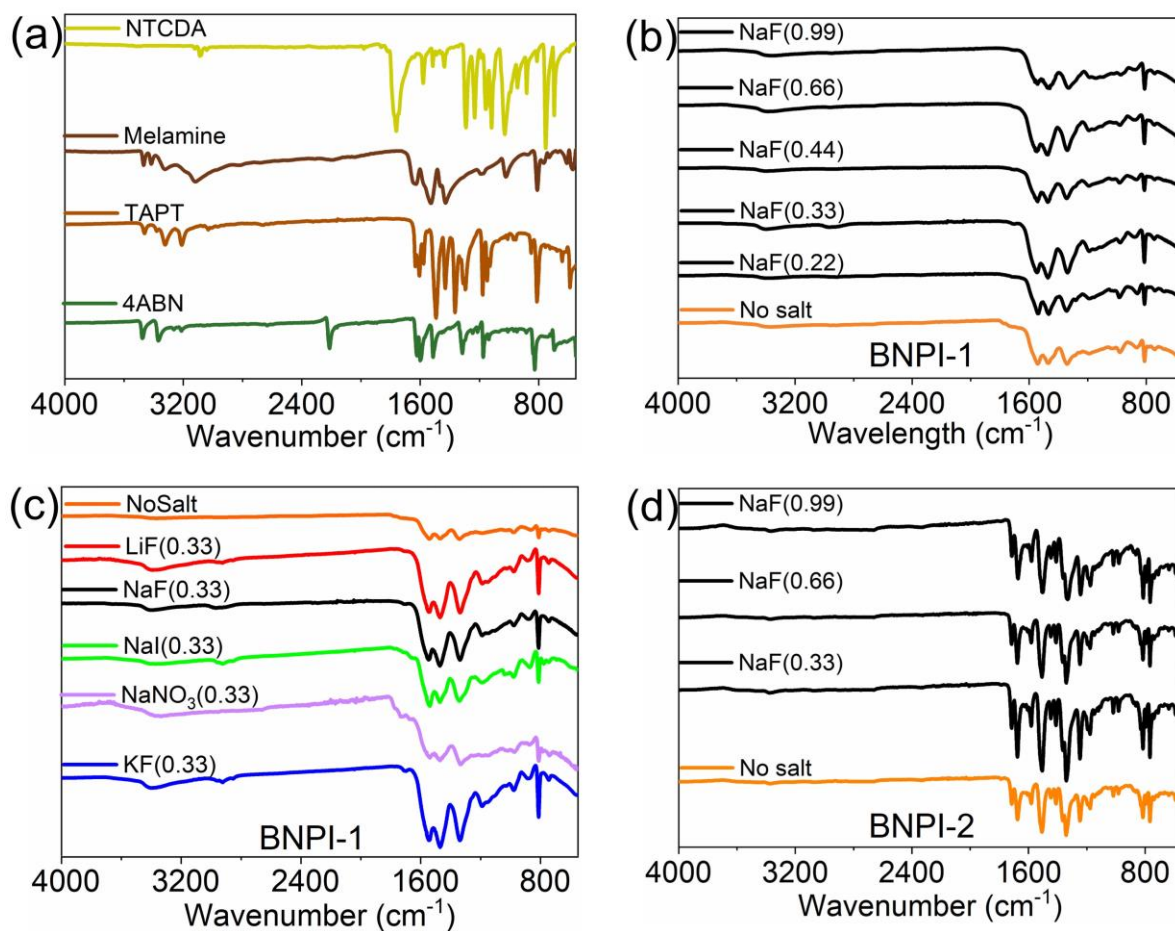 (a)
NTCDA
Melamine
TAPT
4ABN
4000 3200 2400 1600 800
Wavenumber (cm⁻¹)
(b)
NaF(0.99)
NaF(0.66)
NaF(0.44)
NaF(0.33)
NaF(0.22)
No salt
BNPI-1
4000 3200 2400 1600 800
Wavelength (cm⁻¹)
(c)
NoSalt
LiF(0.33)
NaF(0.33)
NaI(0.33)
NaNO₃(0.33)
KF(0.33)
BNPI-1
4000 3200 2400 1600 800
Wavenumber (cm⁻¹)
(d)
NaF(0.99)
NaF(0.66)
NaF(0.33)
No salt
BNPI-2
4000 3200 2400 1600 800
Wavenumber (cm⁻¹)